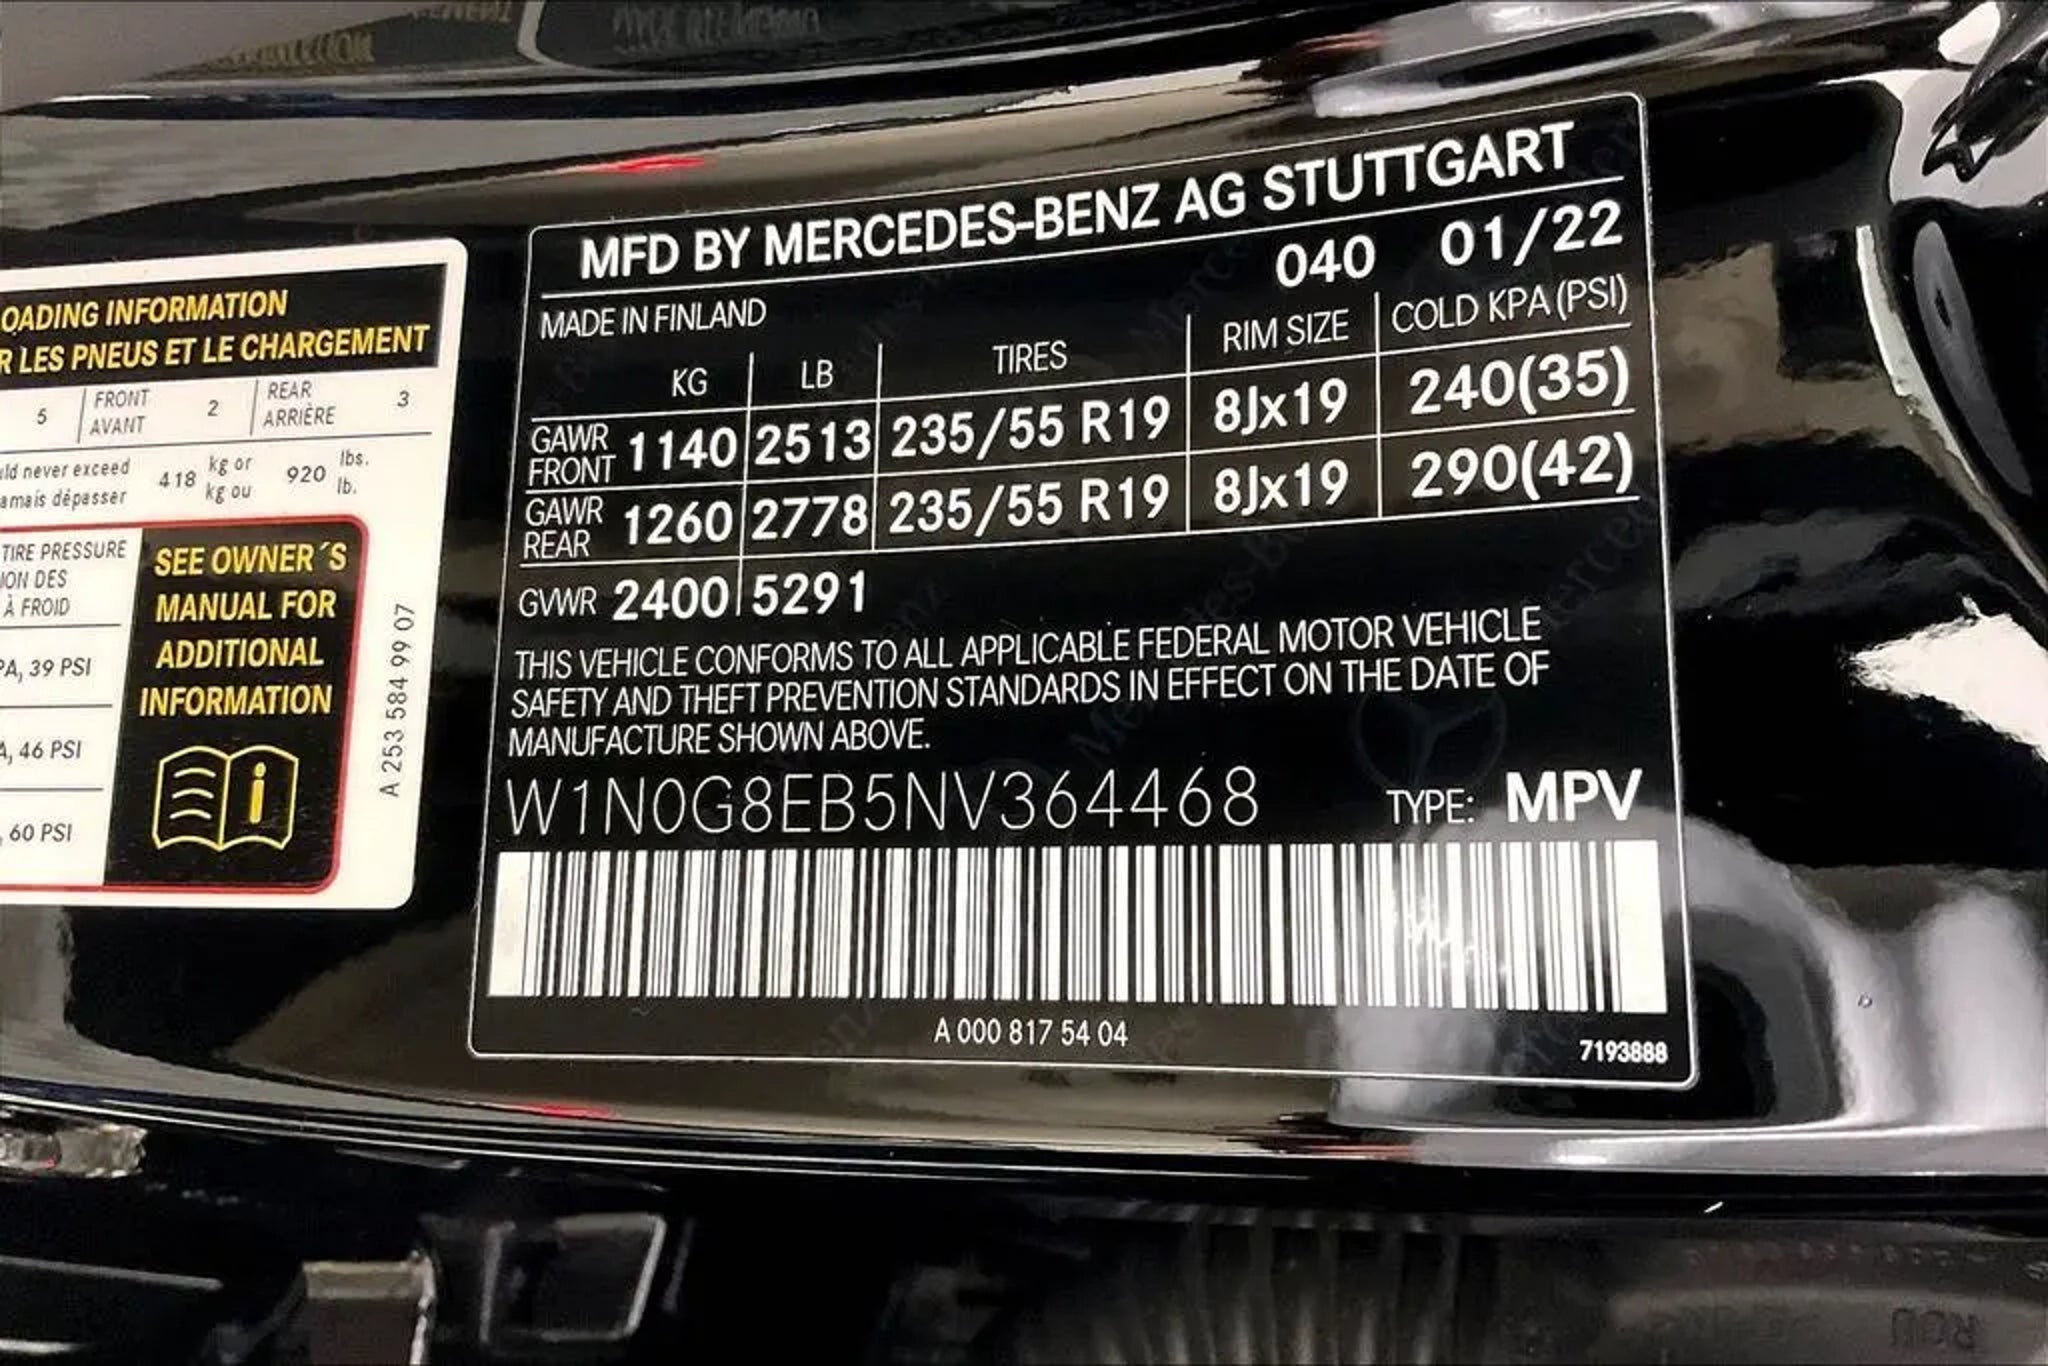 OADING INFORMATION
R LES PNEUS ET LE CHARGEMENT
5 FRONT AVANT 2 REAR ARRIÈRE 3
ld never exceed 418 kg or 920 lbs.
amais dépasser kg ou lb.
TIRE PRESSURE
ION DES
À FROID
PA, 39 PSI
A, 46 PSI
, 60 PSI
SEE OWNER´S
MANUAL FOR
ADDITIONAL
INFORMATION
A 253 584 99 07
MFD BY MERCEDES-BENZ AG STUTTGART
040 01/22
MADE IN FINLAND
KG LB TIRES RIM SIZE COLD KPA (PSI)
GAWR FRONT 1140 2513 235/55 R19 8Jx19 240(35)
GAWR REAR 1260 2778 235/55 R19 8Jx19 290(42)
GVWR 2400 5291
THIS VEHICLE CONFORMS TO ALL APPLICABLE FEDERAL MOTOR VEHICLE
SAFETY AND THEFT PREVENTION STANDARDS IN EFFECT ON THE DATE OF
MANUFACTURE SHOWN ABOVE.
W1N0G8EB5NV364468 TYPE: MPV
A 000 817 54 04
7193888